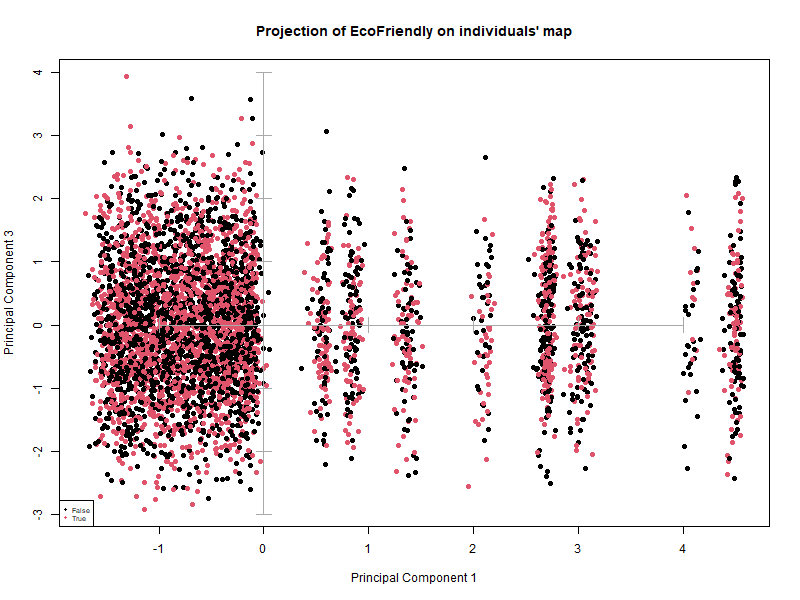 Projection of EcoFriendly on individuals' map
Principal Component 3
4
3
2
1
0
-1
-2
-3
False
True
-1
0
1
2
3
4
Principal Component 1